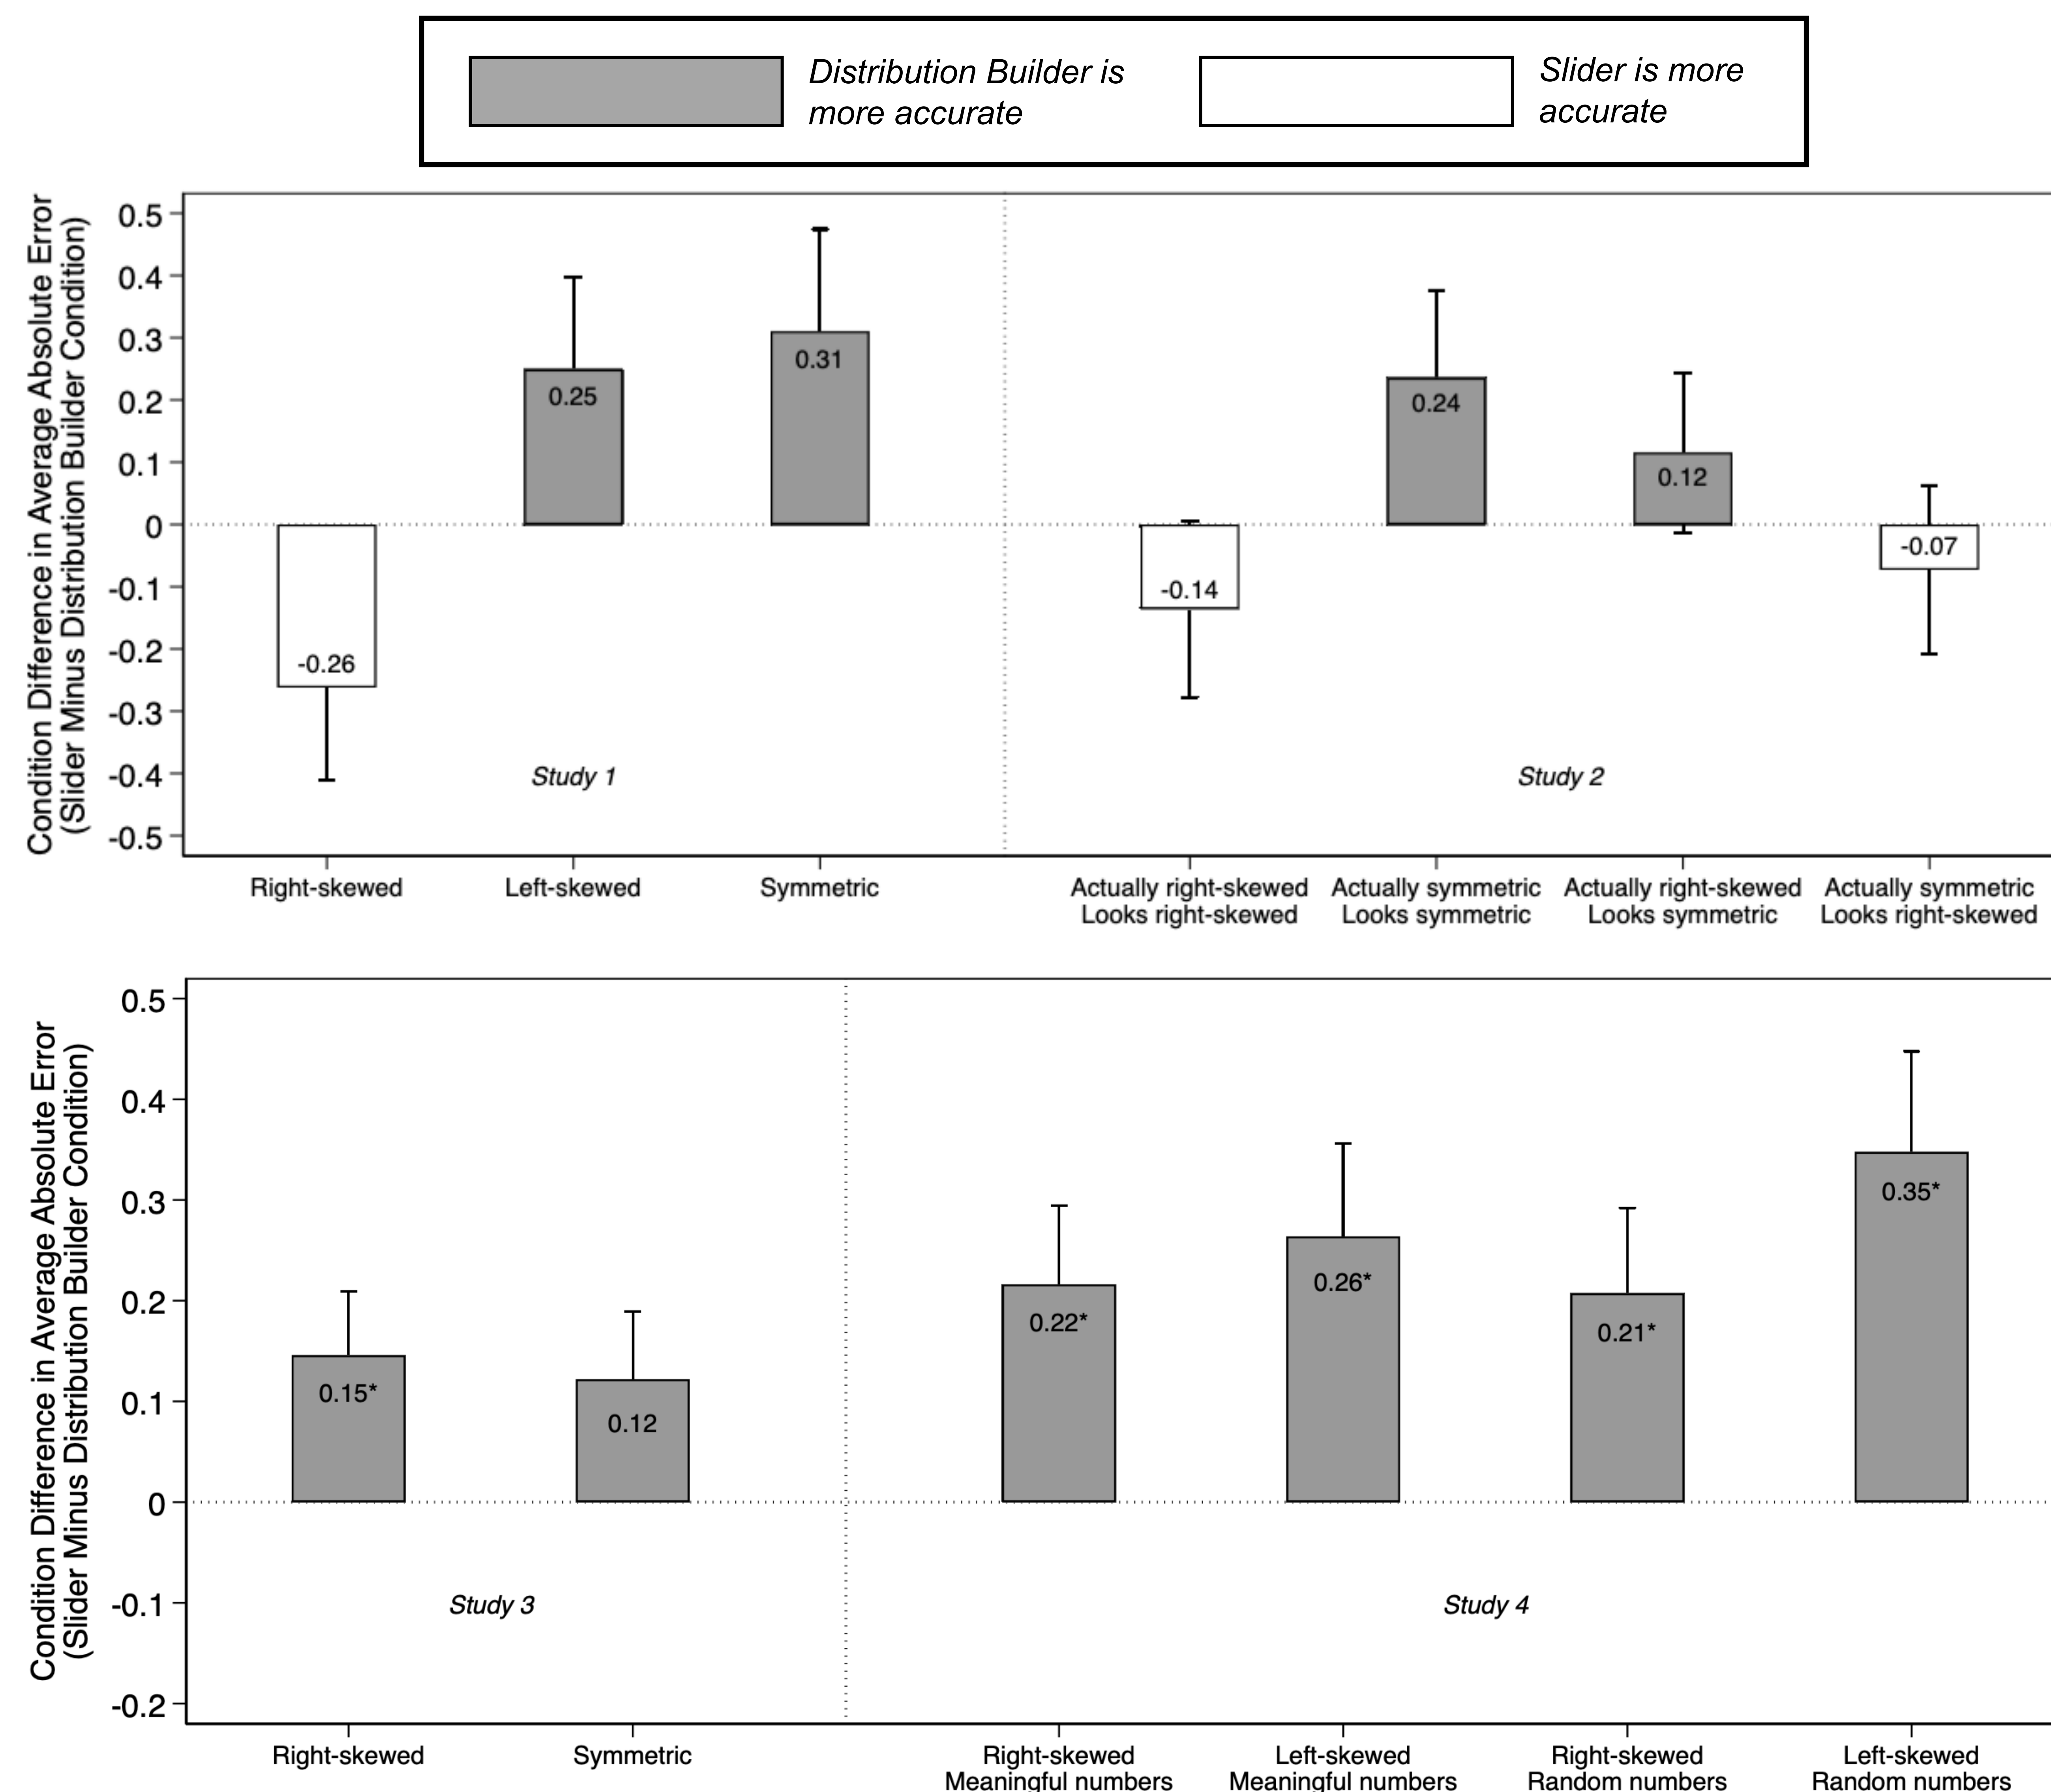 Distribution Builder is
more accurate
Slider is more
accurate
Condition Difference in Average Absolute Error
(Slider Minus Distribution Builder Condition)
0.5
0.4
0.3
0.2
0.1
0
-0.1
-0.2
-0.3
-0.4
-0.5
-0.26
0.25
0.31
-0.14
0.24
0.12
-0.07
Study 1
Study 2
Right-skewed
Left-skewed
Symmetric
Actually right-skewed
Looks right-skewed
Actually symmetric
Looks symmetric
Actually right-skewed
Looks symmetric
Actually symmetric
Looks right-skewed
Condition Difference in Average Absolute Error
(Slider Minus Distribution Builder Condition)
0.5
0.4
0.3
0.2
0.1
0
-0.1
-0.2
0.15*
0.12
0.22*
0.26*
0.21*
0.35*
Study 3
Study 4
Right-skewed
Symmetric
Right-skewed
Meaningful numbers
Left-skewed
Meaningful numbers
Right-skewed
Random numbers
Left-skewed
Random numbers